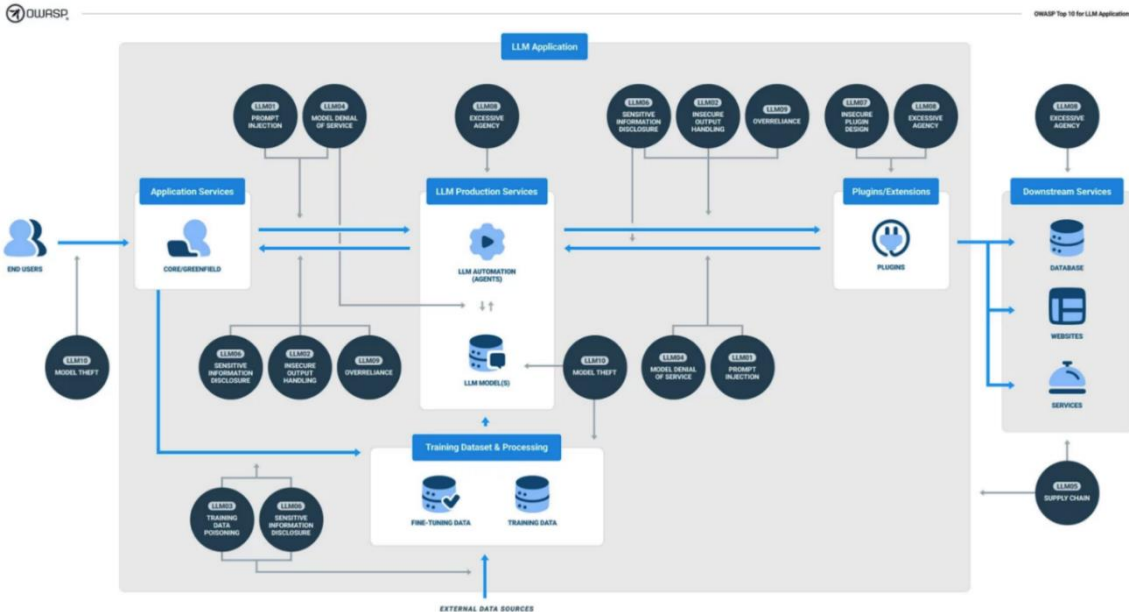 OWASP
OWASP Top 10 for LLM Application
LLM Application
LLM01
PROMPT
INJECTION
LLM04
MODEL DENIAL
OF SERVICE
LLM08
EXCESSIVE
AGENCY
LLM06
SENSITIVE
INFORMATION
DISCLOSURE
LLM02
INSECURE
OUTPUT
HANDLING
LLM09
OVERRELIANCE
LLM07
INSECURE
PLUGIN
DESIGN
LLM08
EXCESSIVE
AGENCY
LLM08
EXCESSIVE
AGENCY
Application Services
LLM Production Services
Plugins/Extensions
Downstream Services
END USERS
CORE/GREENFIELD
LLM AUTOMATION
(AGENTS)
PLUGINS
DATABASE
WEBSITES
LLM10
MODEL THEFT
LLM06
SENSITIVE
INFORMATION
DISCLOSURE
LLM02
INSECURE
OUTPUT
HANDLING
LLM09
OVERRELIANCE
LLM MODEL(S)
LLM10
MODEL THEFT
LLM04
MODEL DENIAL
OF SERVICE
LLM01
PROMPT
INJECTION
SERVICES
Training Dataset & Processing
LLM03
TRAINING
DATA
POISONING
LLM06
SENSITIVE
INFORMATION
DISCLOSURE
FINE-TUNING DATA
TRAINING DATA
LLM05
SUPPLY CHAIN
EXTERNAL DATA SOURCES